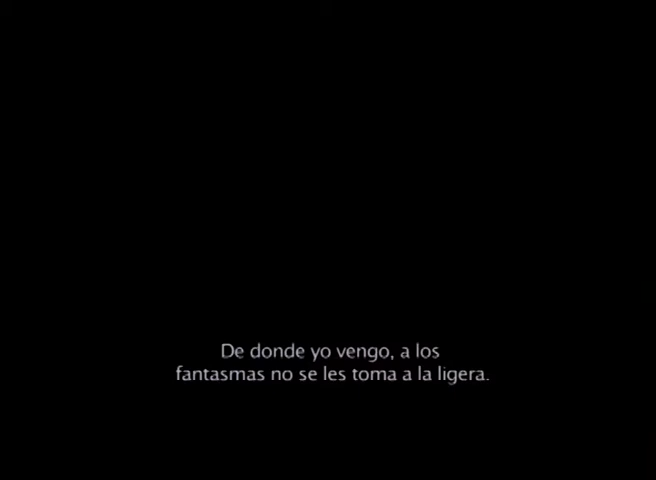 De donde yo vengo, a los
fantasmas no se les toma a la ligera.